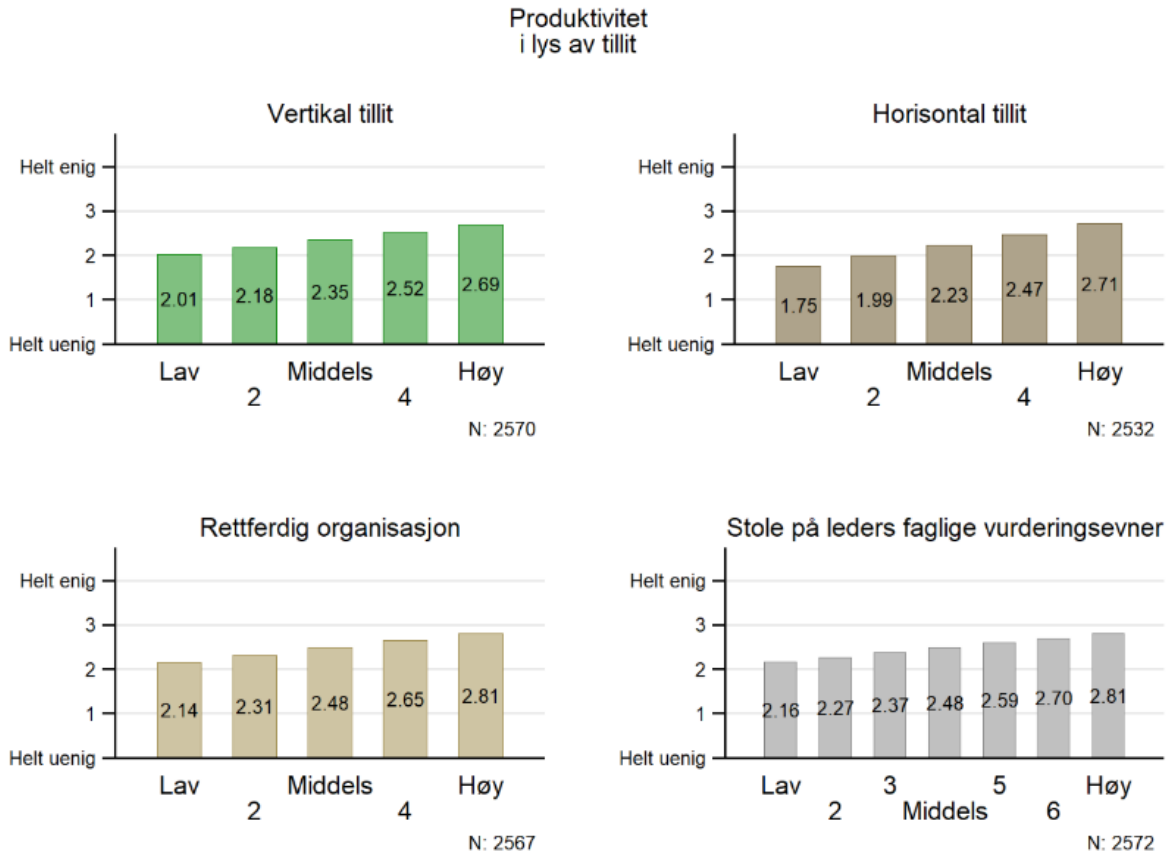 Produktivitet
i lys av tillit
Vertikal tillit
Helt enig
3
2
1
Helt uenig
2.01 2.18 2.35 2.52 2.69
Lav Middels Høy
2 4
N: 2570
Horisontal tillit
Helt enig
3
2
1
Helt uenig
1.75 1.99 2.23 2.47 2.71
Lav Middels Høy
2 4
N: 2532
Rettferdig organisasjon
Helt enig
3
2
1
Helt uenig
2.14 2.31 2.48 2.65 2.81
Lav Middels Høy
2 4
N: 2567
Stole på leders faglige vurderingsevner
Helt enig
3
2
1
Helt uenig
2.16 2.27 2.37 2.48 2.59 2.70 2.81
Lav 3 5 Høy
2 Middels 6
N: 2572